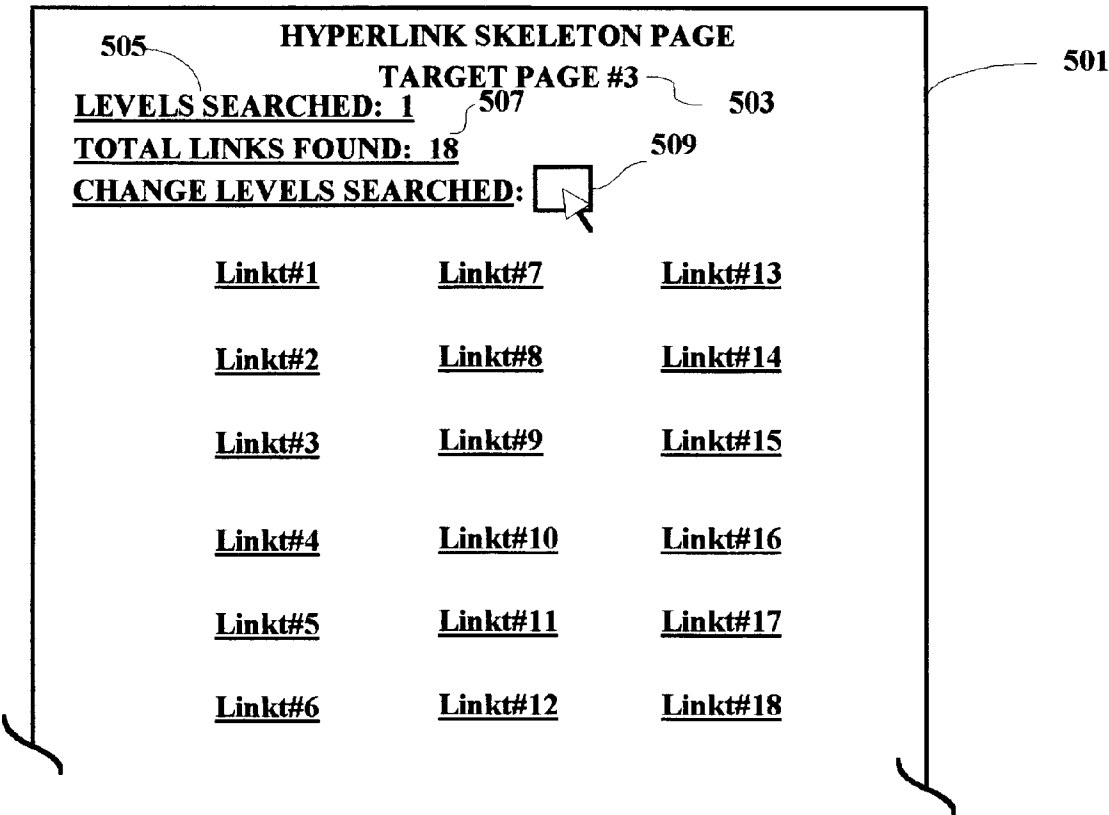 HYPERLINK SKELETON PAGE
505
TARGET PAGE #3
501
LEVELS SEARCHED: 1
507
503
TOTAL LINKS FOUND: 18
509
CHANGE LEVELS SEARCHED:
Linkt#1 Linkt#7 Linkt#13
Linkt#2 Linkt#8 Linkt#14
Linkt#3 Linkt#9 Linkt#15
Linkt#4 Linkt#10 Linkt#16
Linkt#5 Linkt#11 Linkt#17
Linkt#6 Linkt#12 Linkt#18